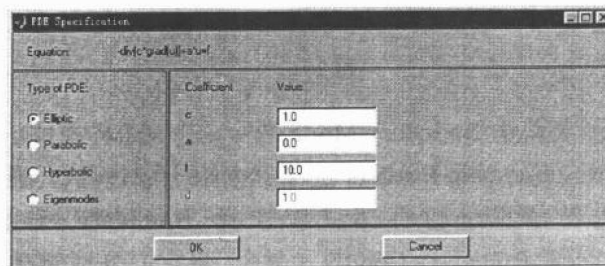 PDE Specification
Equation: -div(c*grad(u))+a*u=f
Type of PDE: Coefficient Value
Elliptic c 1.0
Parabolic a 0.0
Hyperbolic f 10.0
Eigenmodes d 1.0
OK Cancel